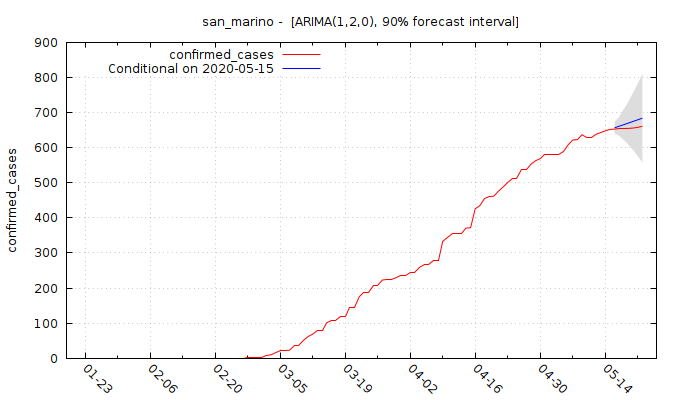 san_marino - [ARIMA(1,2,0), 90% forecast interval]
confirmed_cases
Conditional on 2020-05-15
confirmed_cases
900
800
700
600
500
400
300
200
100
0
01-23 02-06 02-20 03-05 03-19 04-02 04-16 04-30 05-14